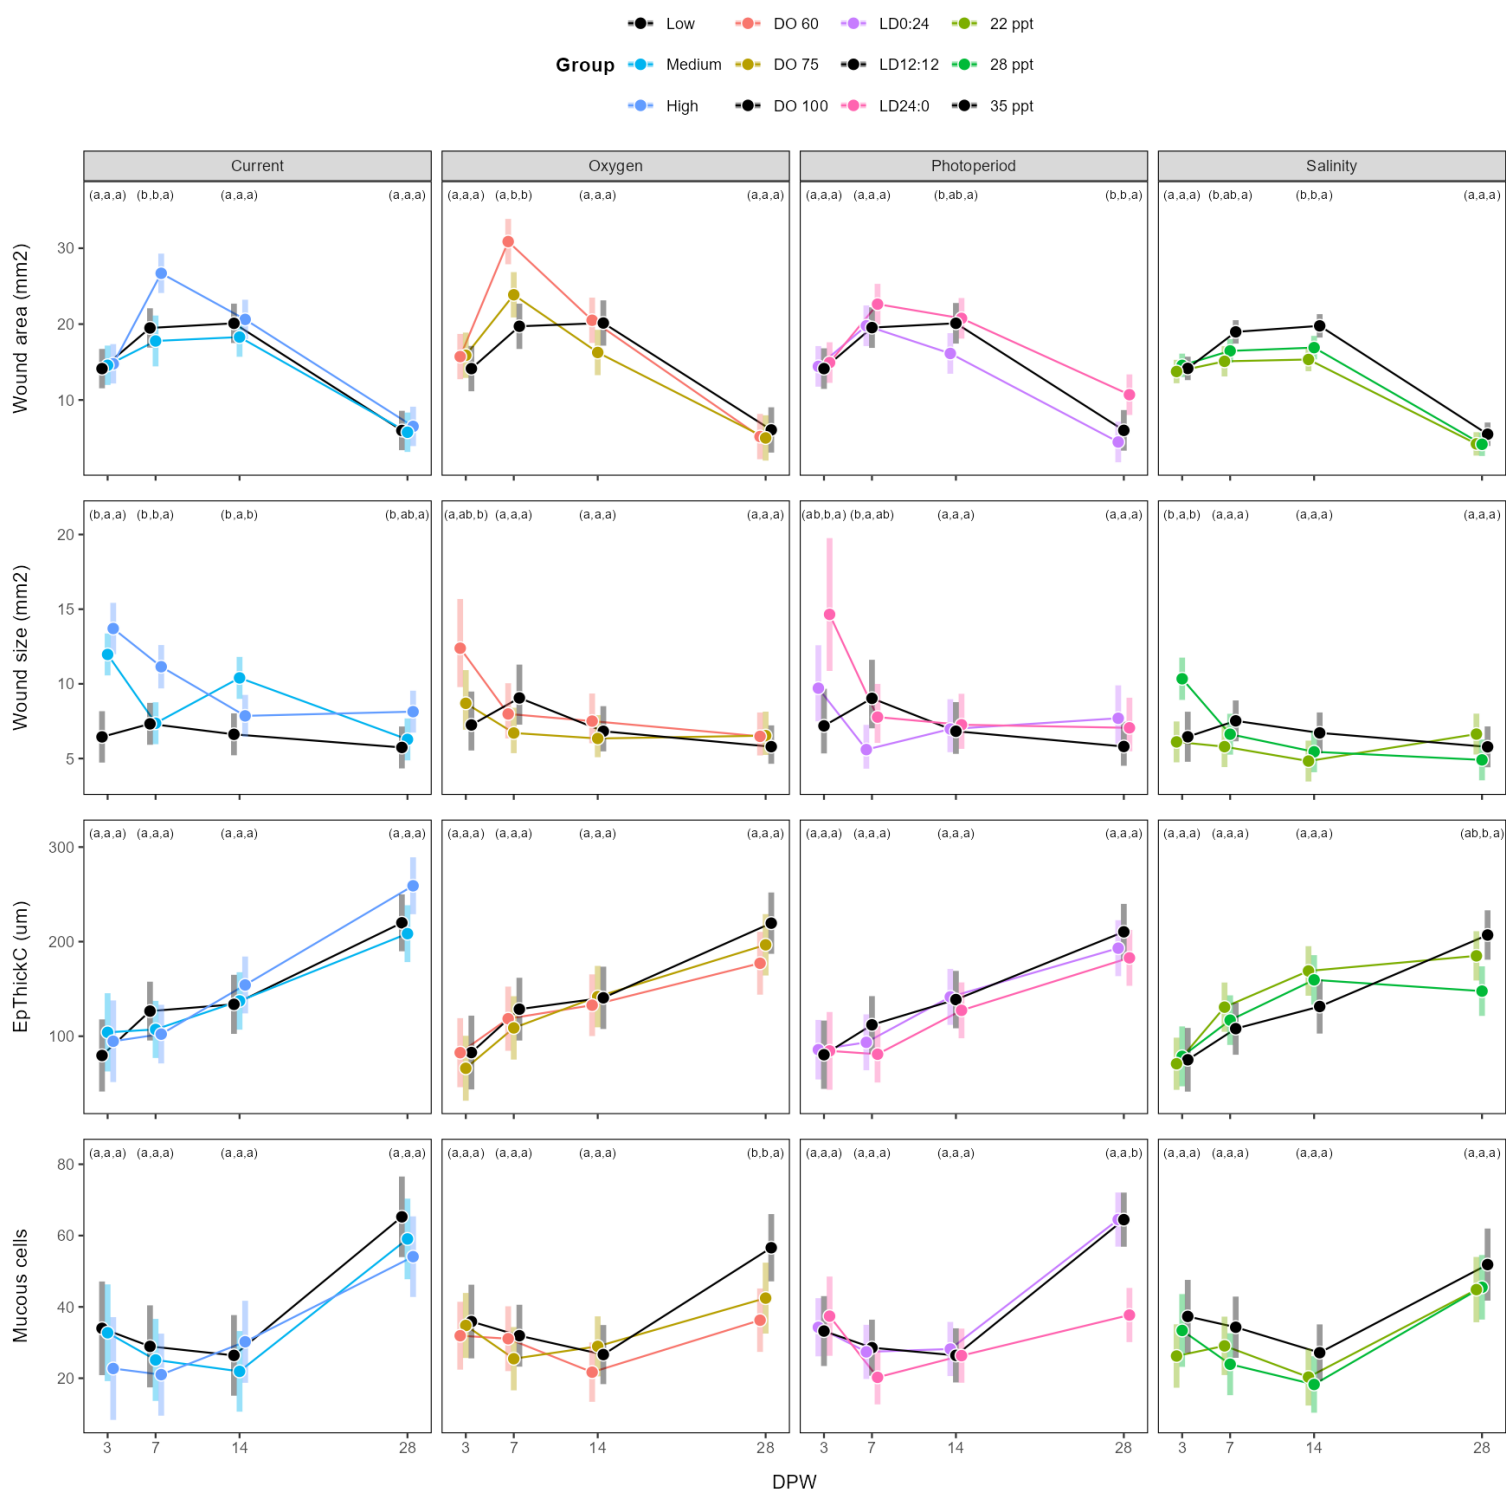 Low DO 60 LD0:24 22 ppt
Group Medium DO 75 LD12:12 28 ppt
High DO 100 LD24:0 35 ppt
Current Oxygen Photoperiod Salinity
(a,a,a) (b,b,a) (a,a,a) (a,a,a) (a,a,a) (a,b,b) (a,a,a) (a,a,a) (a,a,a) (a,a,a) (b,ab,a) (b,b,a) (a,a,a) (b,ab,a) (b,b,a) (a,a,a)
Wound area (mm2)
30
20
10
(b,a,a) (b,b,a) (b,a,b) (b,ab,a) (a,ab,b) (a,a,a) (a,a,a) (a,a,a) (ab,b,a) (b,a,ab) (a,a,a) (a,a,a) (b,a,b) (a,a,a) (a,a,a) (a,a,a)
Wound size (mm2)
20
15
10
5
(a,a,a) (a,a,a) (a,a,a) (a,a,a) (a,a,a) (a,a,a) (a,a,a) (a,a,a) (a,a,a) (a,a,a) (a,a,a) (a,a,a) (a,a,a) (a,a,a) (a,a,a) (ab,b,a)
EpThickC (um)
300
200
100
(a,a,a) (a,a,a) (a,a,a) (a,a,a) (a,a,a) (a,a,a) (a,a,a) (b,b,a) (a,a,a) (a,a,a) (a,a,a) (a,a,b) (a,a,a) (a,a,a) (a,a,a) (a,a,a)
Mucous cells
80
60
40
20
3 7 14 28 3 7 14 28 3 7 14 28 3 7 14 28
DPW